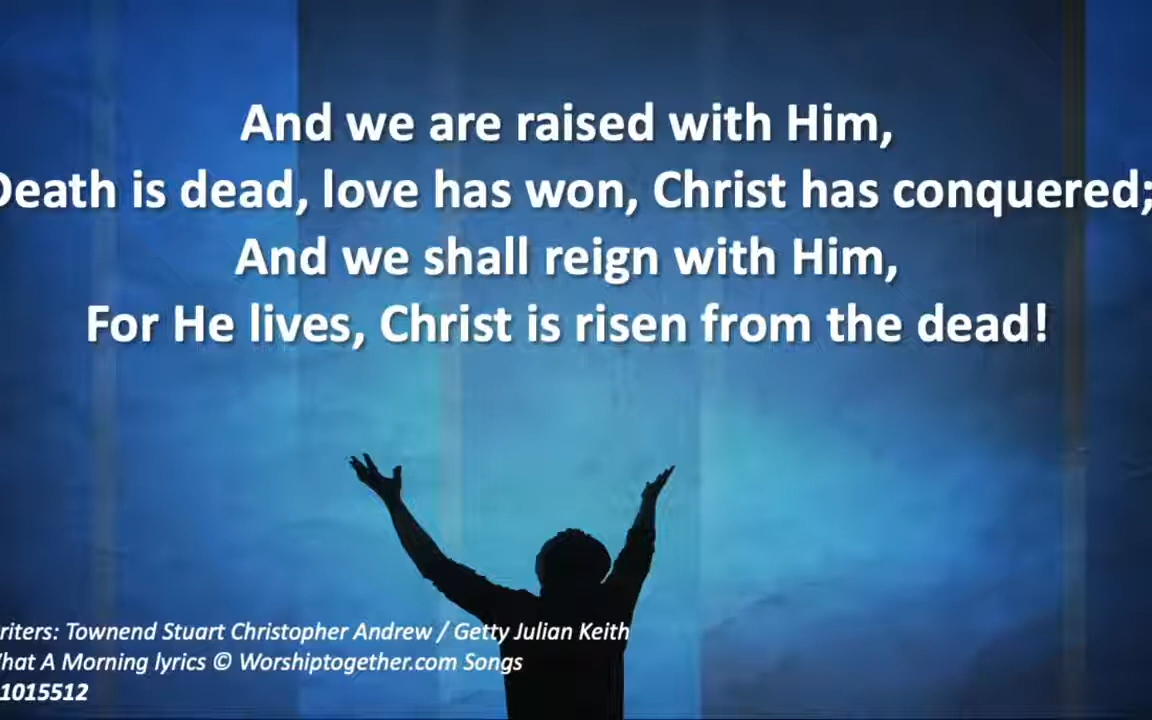 And we are raised with Him,
Death is dead, love has won, Christ has conquered;
And we shall reign with Him,
For He lives, Christ is risen from the dead!
riters: Townend Stuart Christopher Andrew / Getty Julian Keith
hat A Morning lyrics © Worshiptogether.com Songs
1015512